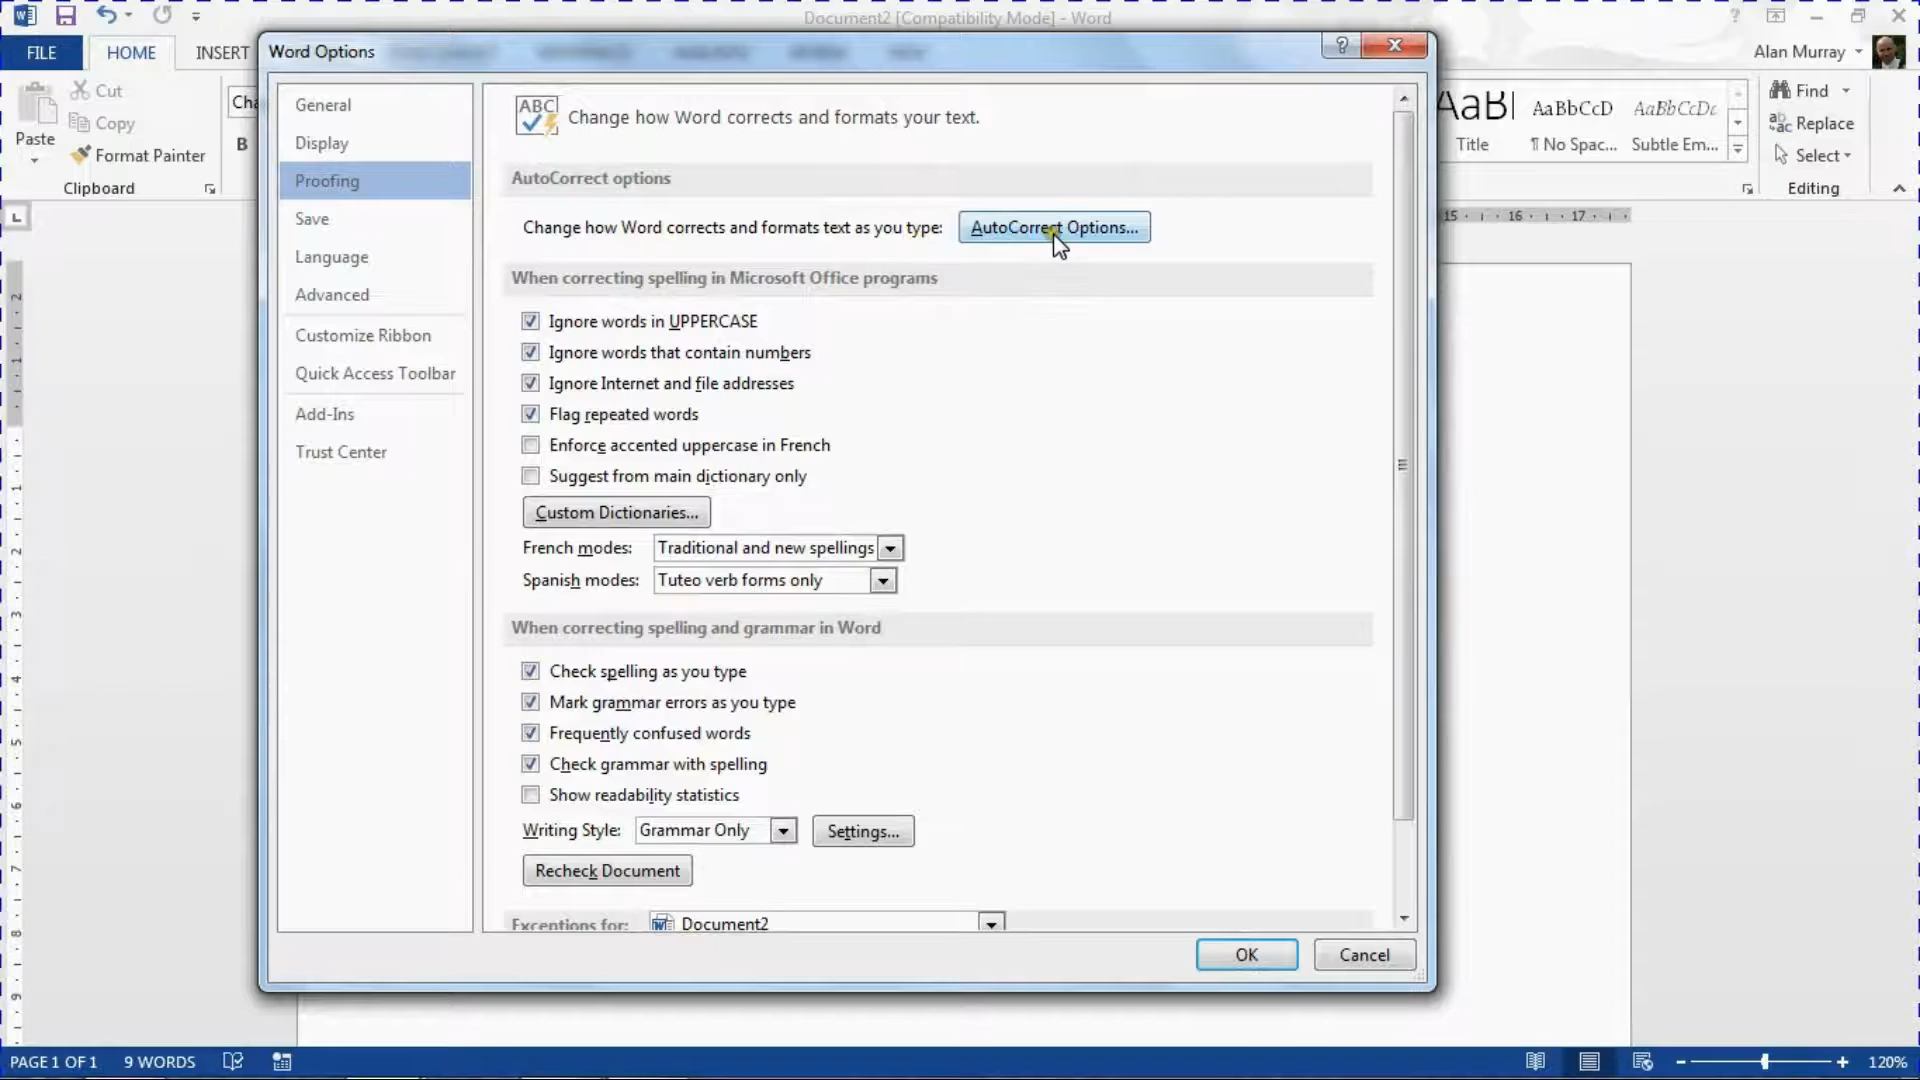 Document2 [Compatibility Mode] - Word
FILE
HOME
INSERT
Alan Murray
Cut
Copy
Format Painter
Paste
Clipboard
Cha
B
AaB
AaBbCcD
AaBbCcDc
Title
¶ No Spac...
Subtle Em...
Find
Replace
Select
Editing
15
16
17
Word Options
General
Display
Proofing
Save
Language
Advanced
Customize Ribbon
Quick Access Toolbar
Add-Ins
Trust Center
ABC
Change how Word corrects and formats your text.
AutoCorrect options
Change how Word corrects and formats text as you type:
AutoCorrect Options...
When correcting spelling in Microsoft Office programs
Ignore words in UPPERCASE
Ignore words that contain numbers
Ignore Internet and file addresses
Flag repeated words
Enforce accented uppercase in French
Suggest from main dictionary only
Custom Dictionaries...
French modes: Traditional and new spellings
Spanish modes: Tuteo verb forms only
When correcting spelling and grammar in Word
Check spelling as you type
Mark grammar errors as you type
Frequently confused words
Check grammar with spelling
Show readability statistics
Writing Style: Grammar Only
Settings...
Recheck Document
Exceptions for: Document2
OK
Cancel
PAGE 1 OF 1
9 WORDS
120%